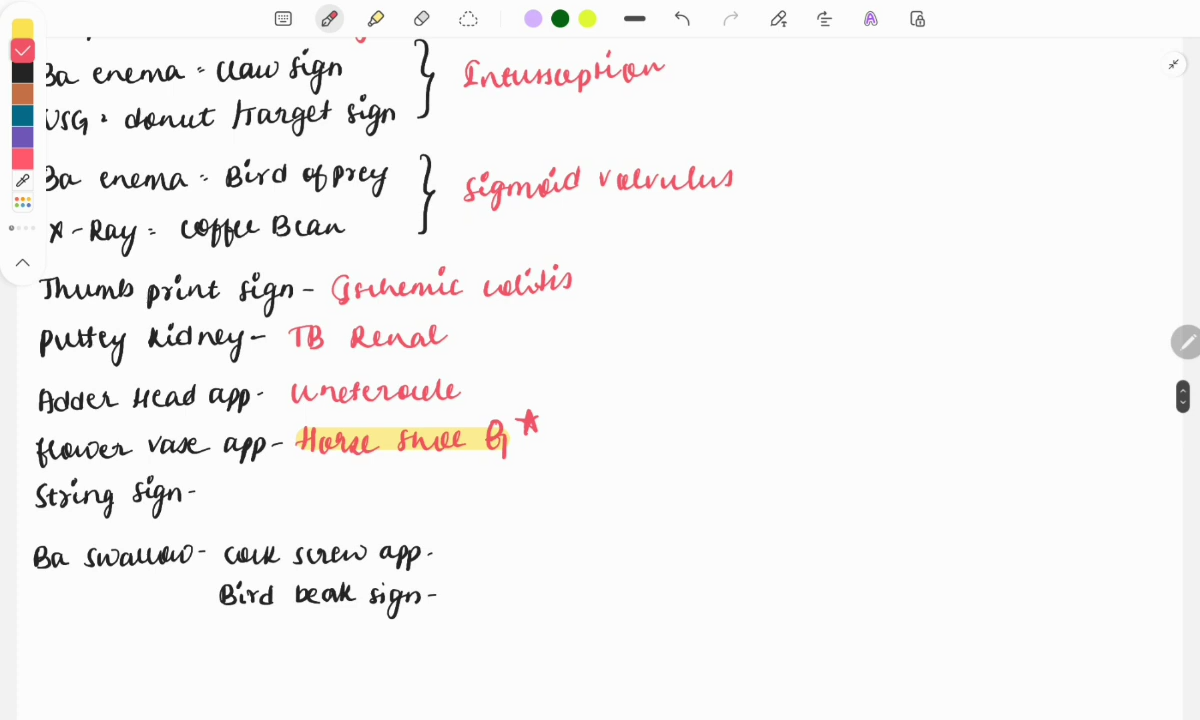 Ba enema - Claw sign } Intussuception
USG - donut target sign
Ba enema - Bird of prey } Sigmoid volvulus
X-Ray - coffee Bean
Thumb print sign - Ischemic colitis
Puttey kidney - TB Renal
Adder Head app - Ureterocele
flower vase app - Horse shoe
String sign -
Ba swallow - cork screw app -
Bird beak sign -